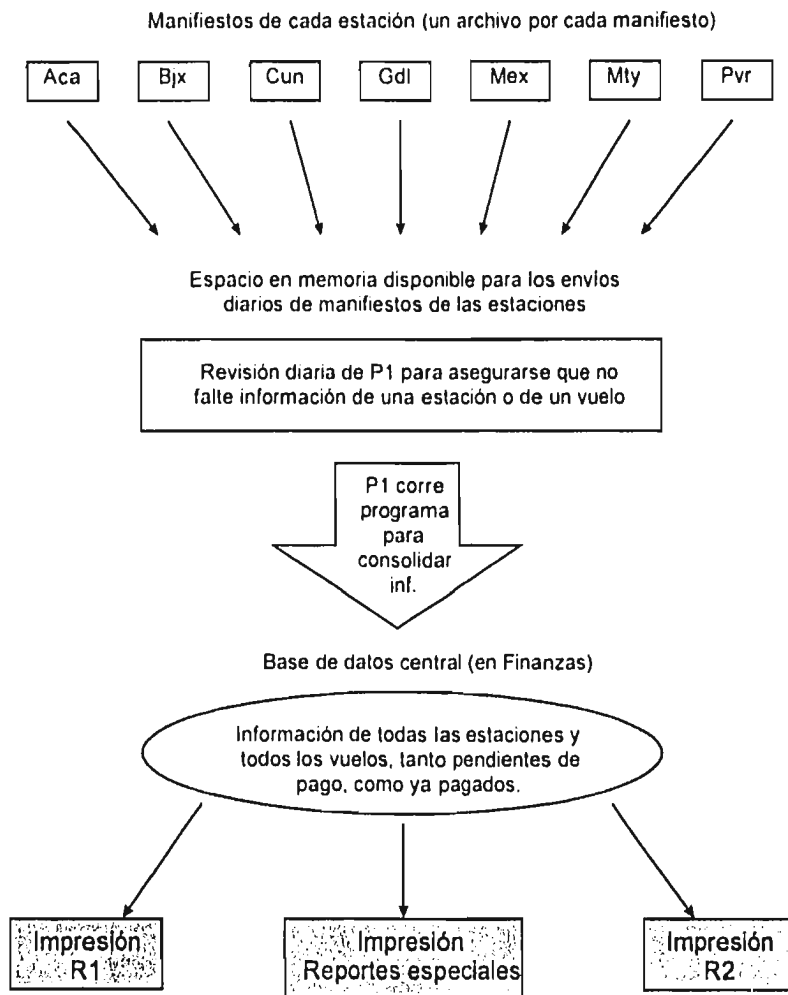 Manifiestos de cada estación (un archivo por cada manifiesto)
Aca Bjx Cun Gdl Mex Mty Pvr
Espacio en memoria disponible para los envíos
diarios de manifiestos de las estaciones
Revisión diaria de P1 para asegurarse que no
falte información de una estación o de un vuelo
P1 corre
programa
para
consolidar
inf.
Base de datos central (en Finanzas)
Información de todas las estaciones y
todos los vuelos, tanto pendientes de
pago, como ya pagados.
Impresión
R1
Impresión
Reportes especiales
Impresión
R2